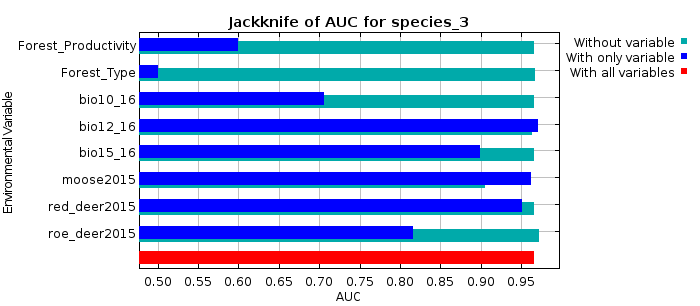 Jackknife of AUC for species_3
Environmental Variable
Forest_Productivity
Forest_Type
bio10_16
bio12_16
bio15_16
moose2015
red_deer2015
roe_deer2015
0.50 0.55 0.60 0.65 0.70 0.75 0.80 0.85 0.90 0.95
AUC
Without variable
With only variable
With all variables